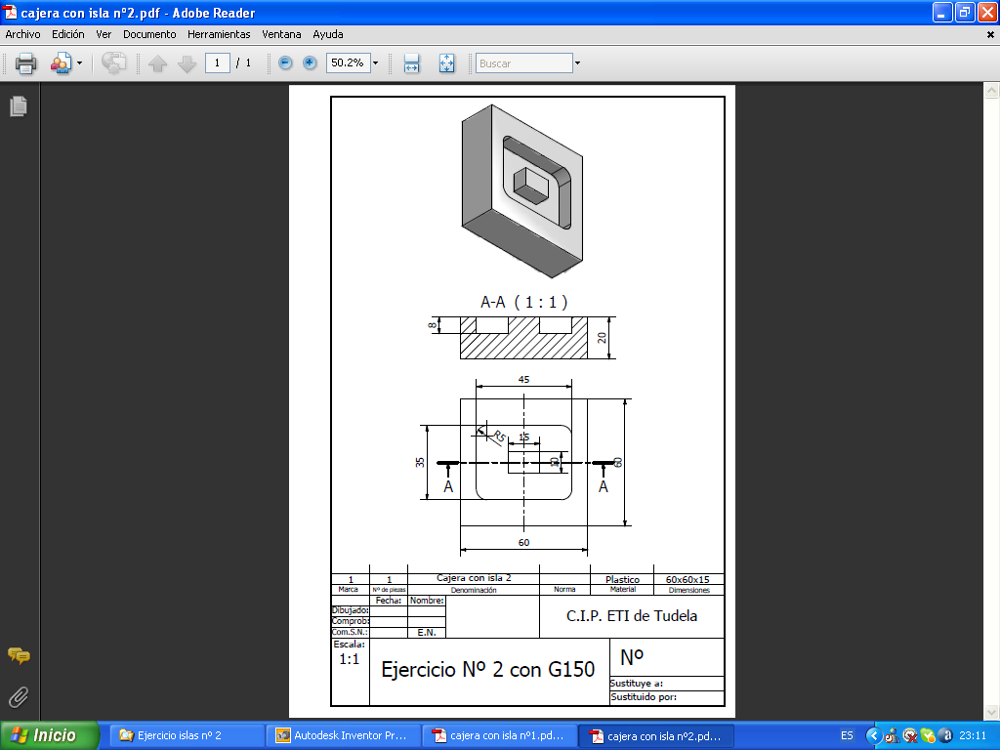 cajera con isla nº2.pdf - Adobe Reader
Archivo Edición Ver Documento Herramientas Ventana Ayuda
1 / 1 50.2% Buscar
A-A ( 1 : 1 )
8
20
45
R5
15
10
35
60
A
A
60
1 1 Cajera con isla 2 Plastico 60x60x15
Marca Nº de piezas Denominación Norma Material Dimensiones
Fecha: Nombre:
Dibujado:
Comprob:
Com.S.N.: E.N.
C.I.P. ETI de Tudela
Escala:
1:1
Ejercicio Nº 2 con G150
Nº
Sustituye a:
Sustituido por:
Inicio Ejercicio islas nº 2 Autodesk Inventor Pr... cajera con isla nº1.pd... cajera con isla nº2.pd... ES 23:11